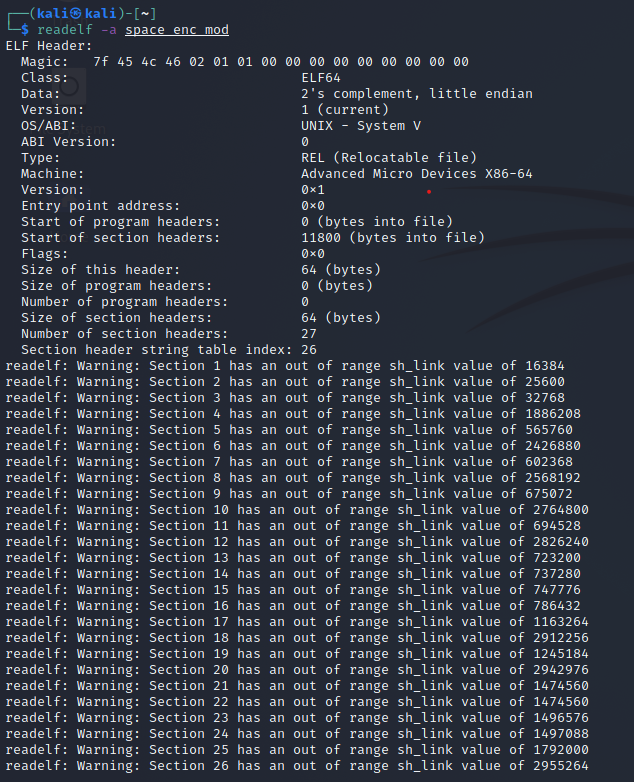 ┌──(kali㉿kali)-[~]
└─$ readelf -a space_enc_mod
ELF Header:
  Magic:   7f 45 4c 46 02 01 01 00 00 00 00 00 00 00 00 00
  Class:                             ELF64
  Data:                              2's complement, little endian
  Version:                           1 (current)
  OS/ABI:                            UNIX - System V
  ABI Version:                       0
  Type:                              REL (Relocatable file)
  Machine:                           Advanced Micro Devices X86-64
  Version:                           0×1
  Entry point address:               0×0
  Start of program headers:          0 (bytes into file)
  Start of section headers:          11800 (bytes into file)
  Flags:                             0×0
  Size of this header:               64 (bytes)
  Size of program headers:           0 (bytes)
  Number of program headers:         0
  Size of section headers:           64 (bytes)
  Number of section headers:         27
  Section header string table index: 26
readelf: Warning: Section 1 has an out of range sh_link value of 16384
readelf: Warning: Section 2 has an out of range sh_link value of 25600
readelf: Warning: Section 3 has an out of range sh_link value of 32768
readelf: Warning: Section 4 has an out of range sh_link value of 1886208
readelf: Warning: Section 5 has an out of range sh_link value of 565760
readelf: Warning: Section 6 has an out of range sh_link value of 2426880
readelf: Warning: Section 7 has an out of range sh_link value of 602368
readelf: Warning: Section 8 has an out of range sh_link value of 2568192
readelf: Warning: Section 9 has an out of range sh_link value of 675072
readelf: Warning: Section 10 has an out of range sh_link value of 2764800
readelf: Warning: Section 11 has an out of range sh_link value of 694528
readelf: Warning: Section 12 has an out of range sh_link value of 2826240
readelf: Warning: Section 13 has an out of range sh_link value of 723200
readelf: Warning: Section 14 has an out of range sh_link value of 737280
readelf: Warning: Section 15 has an out of range sh_link value of 747776
readelf: Warning: Section 16 has an out of range sh_link value of 786432
readelf: Warning: Section 17 has an out of range sh_link value of 1163264
readelf: Warning: Section 18 has an out of range sh_link value of 2912256
readelf: Warning: Section 19 has an out of range sh_link value of 1245184
readelf: Warning: Section 20 has an out of range sh_link value of 2942976
readelf: Warning: Section 21 has an out of range sh_link value of 1474560
readelf: Warning: Section 22 has an out of range sh_link value of 1474560
readelf: Warning: Section 23 has an out of range sh_link value of 1496576
readelf: Warning: Section 24 has an out of range sh_link value of 1497088
readelf: Warning: Section 25 has an out of range sh_link value of 1792000
readelf: Warning: Section 26 has an out of range sh_link value of 2955264